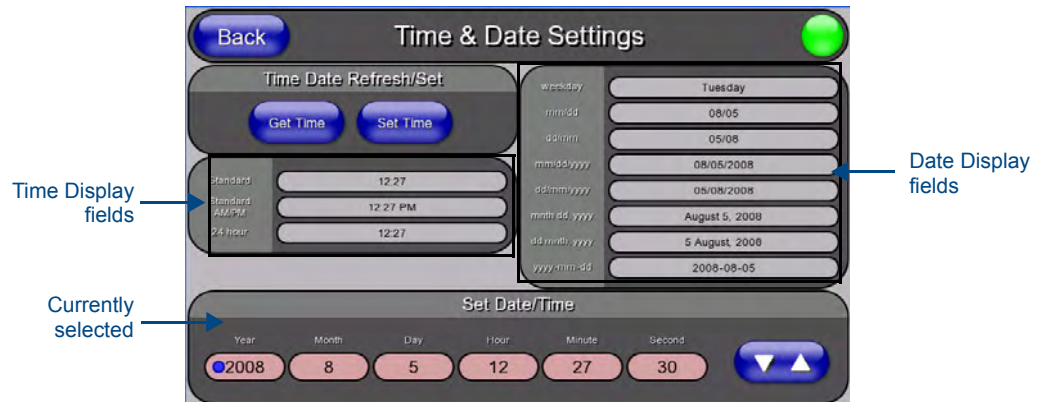 Back
Time & Date Settings
Time Date Refresh/Set
Get Time
Set Time
Standard
12:27
Standard AM/PM
12:27 PM
24 hour
12:27
weekday
Tuesday
mm/dd
08/05
dd/mm
05/08
mm/dd/yyyy
08/05/2008
dd/mm/yyyy
05/08/2008
mnth dd, yyyy
August 5, 2008
dd mnth, yyyy
5 August, 2008
yyyy-mm-dd
2008-08-05
Time Display
fields
Date Display
fields
Currently
selected
Set Date/Time
Year
Month
Day
Hour
Minute
Second
2008
8
5
12
27
30